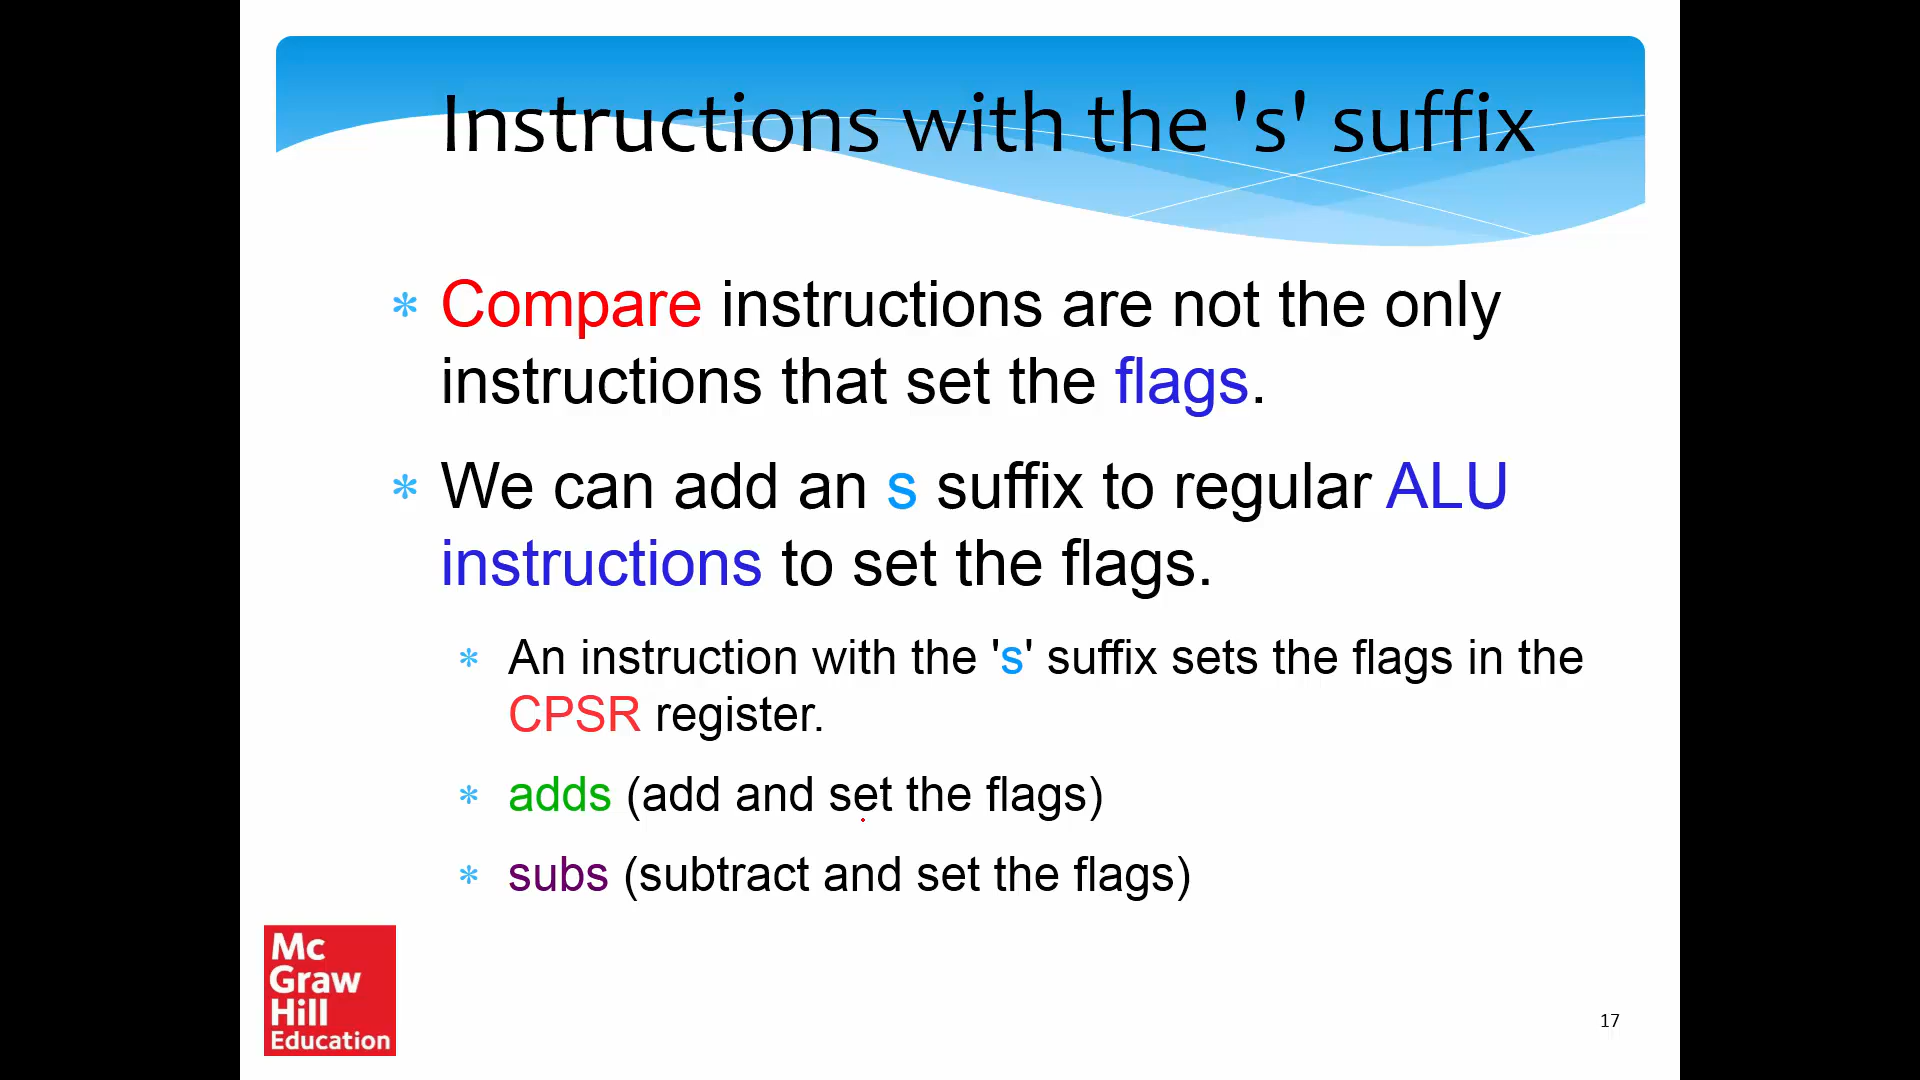 Instructions with the 's' suffix
* Compare instructions are not the only
instructions that set the flags.
* We can add an s suffix to regular ALU
instructions to set the flags.
* An instruction with the 's' suffix sets the flags in the
CPSR register.
* adds (add and set the flags)
* subs (subtract and set the flags)
Mc
Graw
Hill
Education
17